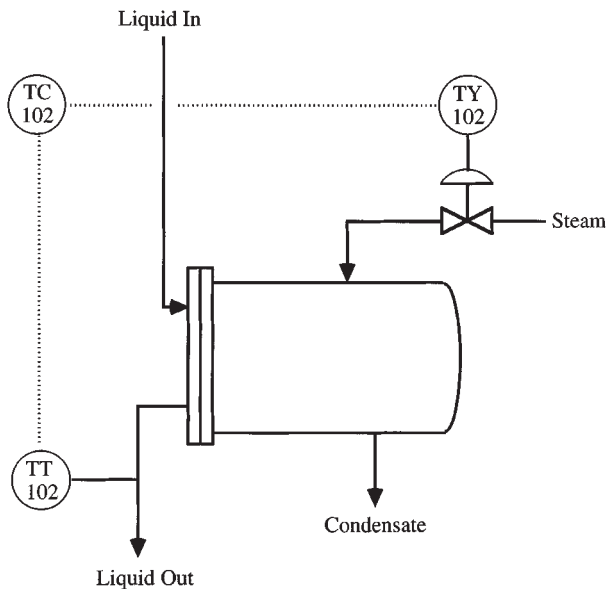 Liquid In
TC
102
TY
102
Steam
TT
102
Condensate
Liquid Out